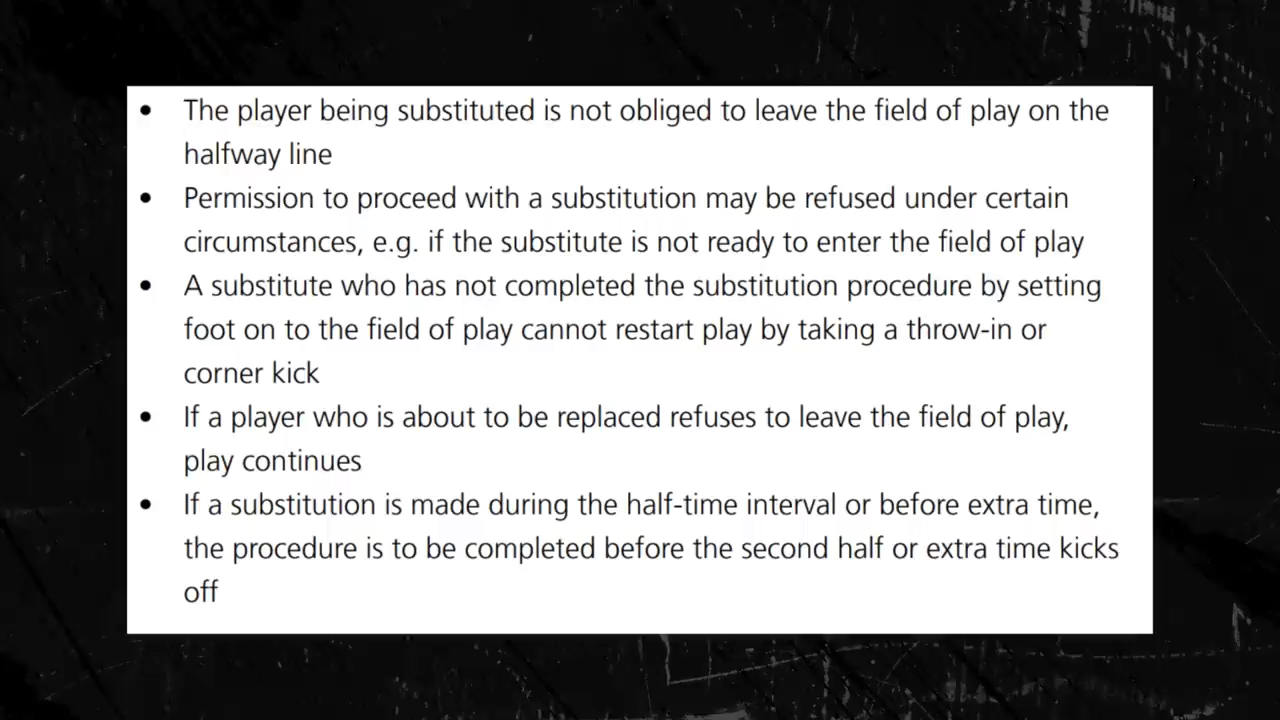 • The player being substituted is not obliged to leave the field of play on the
halfway line
• Permission to proceed with a substitution may be refused under certain
circumstances, e.g. if the substitute is not ready to enter the field of play
• A substitute who has not completed the substitution procedure by setting
foot on to the field of play cannot restart play by taking a throw-in or
corner kick
• If a player who is about to be replaced refuses to leave the field of play,
play continues
• If a substitution is made during the half-time interval or before extra time,
the procedure is to be completed before the second half or extra time kicks
off